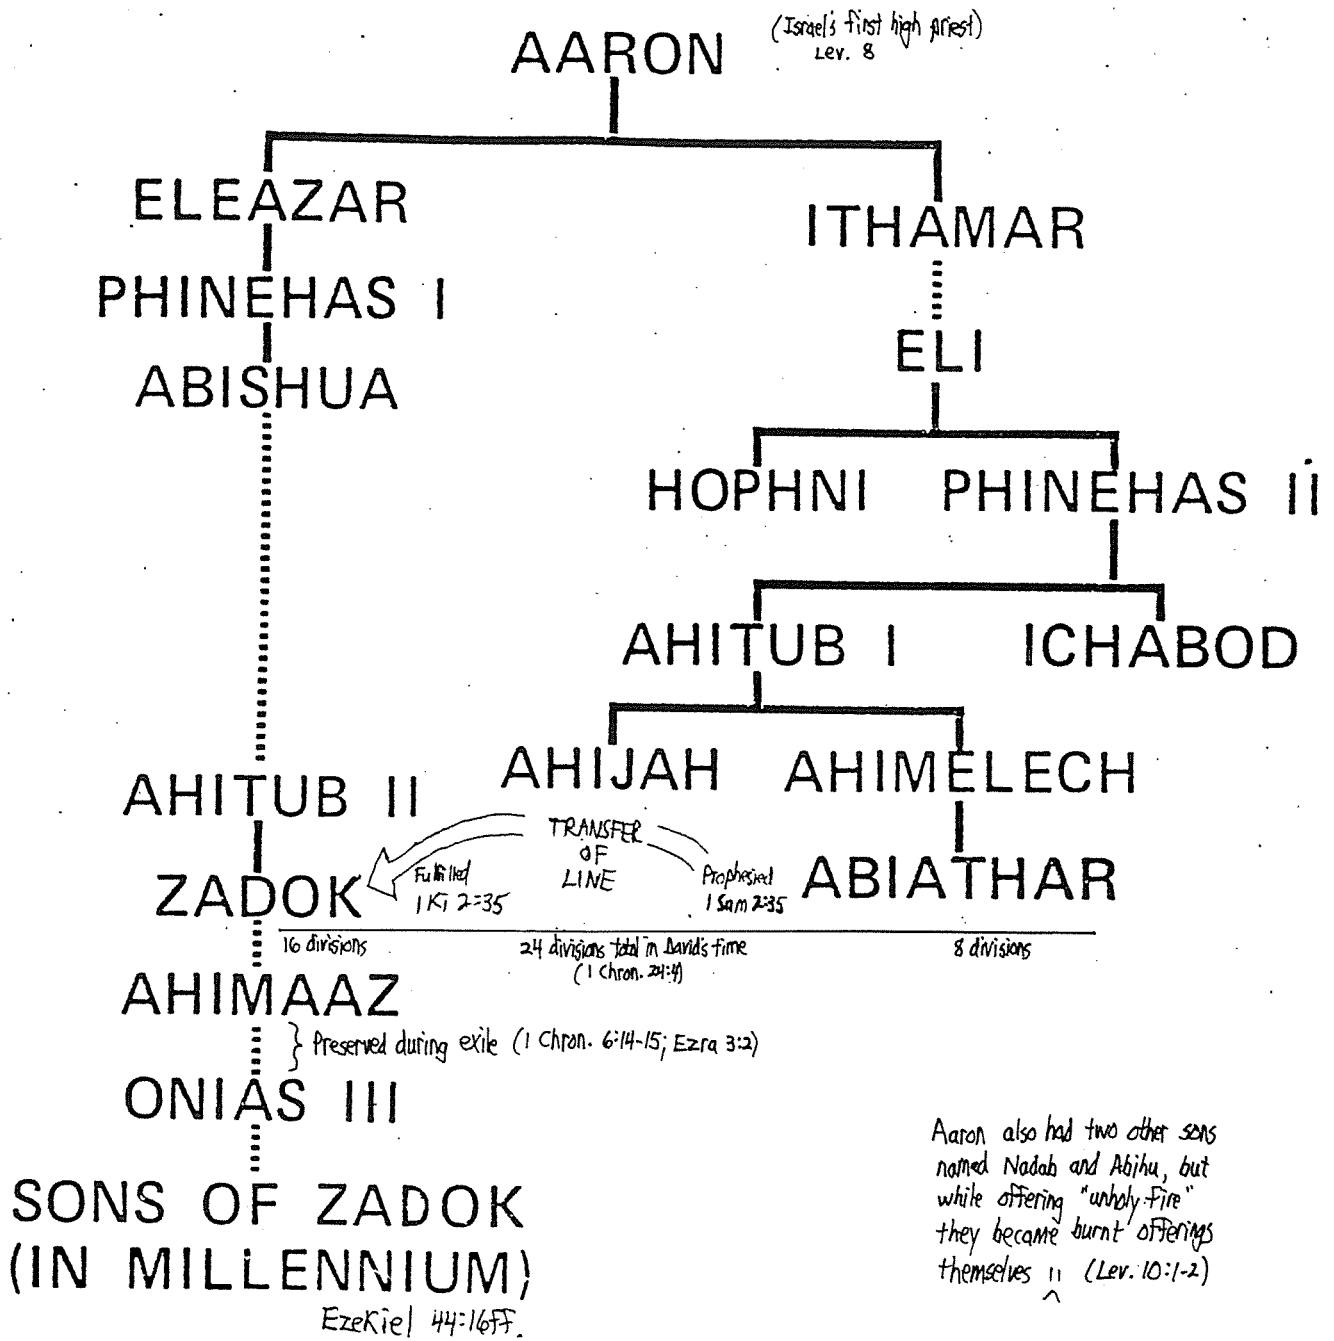 AARON
(Israel's first high priest)
Lev. 8
ELEAZAR
ITHAMAR
PHINEHAS I
ELI
ABISHUA
HOPHNI
PHINEHAS II
AHITUB I
ICHABOD
AHIJAH
AHIMELECH
AHITUB II
TRANSFER
OF
LINE
Fulfilled
1 Ki 2:35
Prophesied
1 Sam 2:35
ZADOK
ABIATHAR
16 divisions
24 divisions total in David's time
(1 Chron. 24:4)
8 divisions
AHIMAAZ
Preserved during exile (1 Chron. 6:14-15; Ezra 3:2)
ONIAS III
SONS OF ZADOK
(IN MILLENNIUM)
Ezekiel 44:16ff.
Aaron also had two other sons
named Nadab and Abihu, but
while offering "unholy fire"
they became burnt offerings
themselves !! (Lev. 10:1-2)